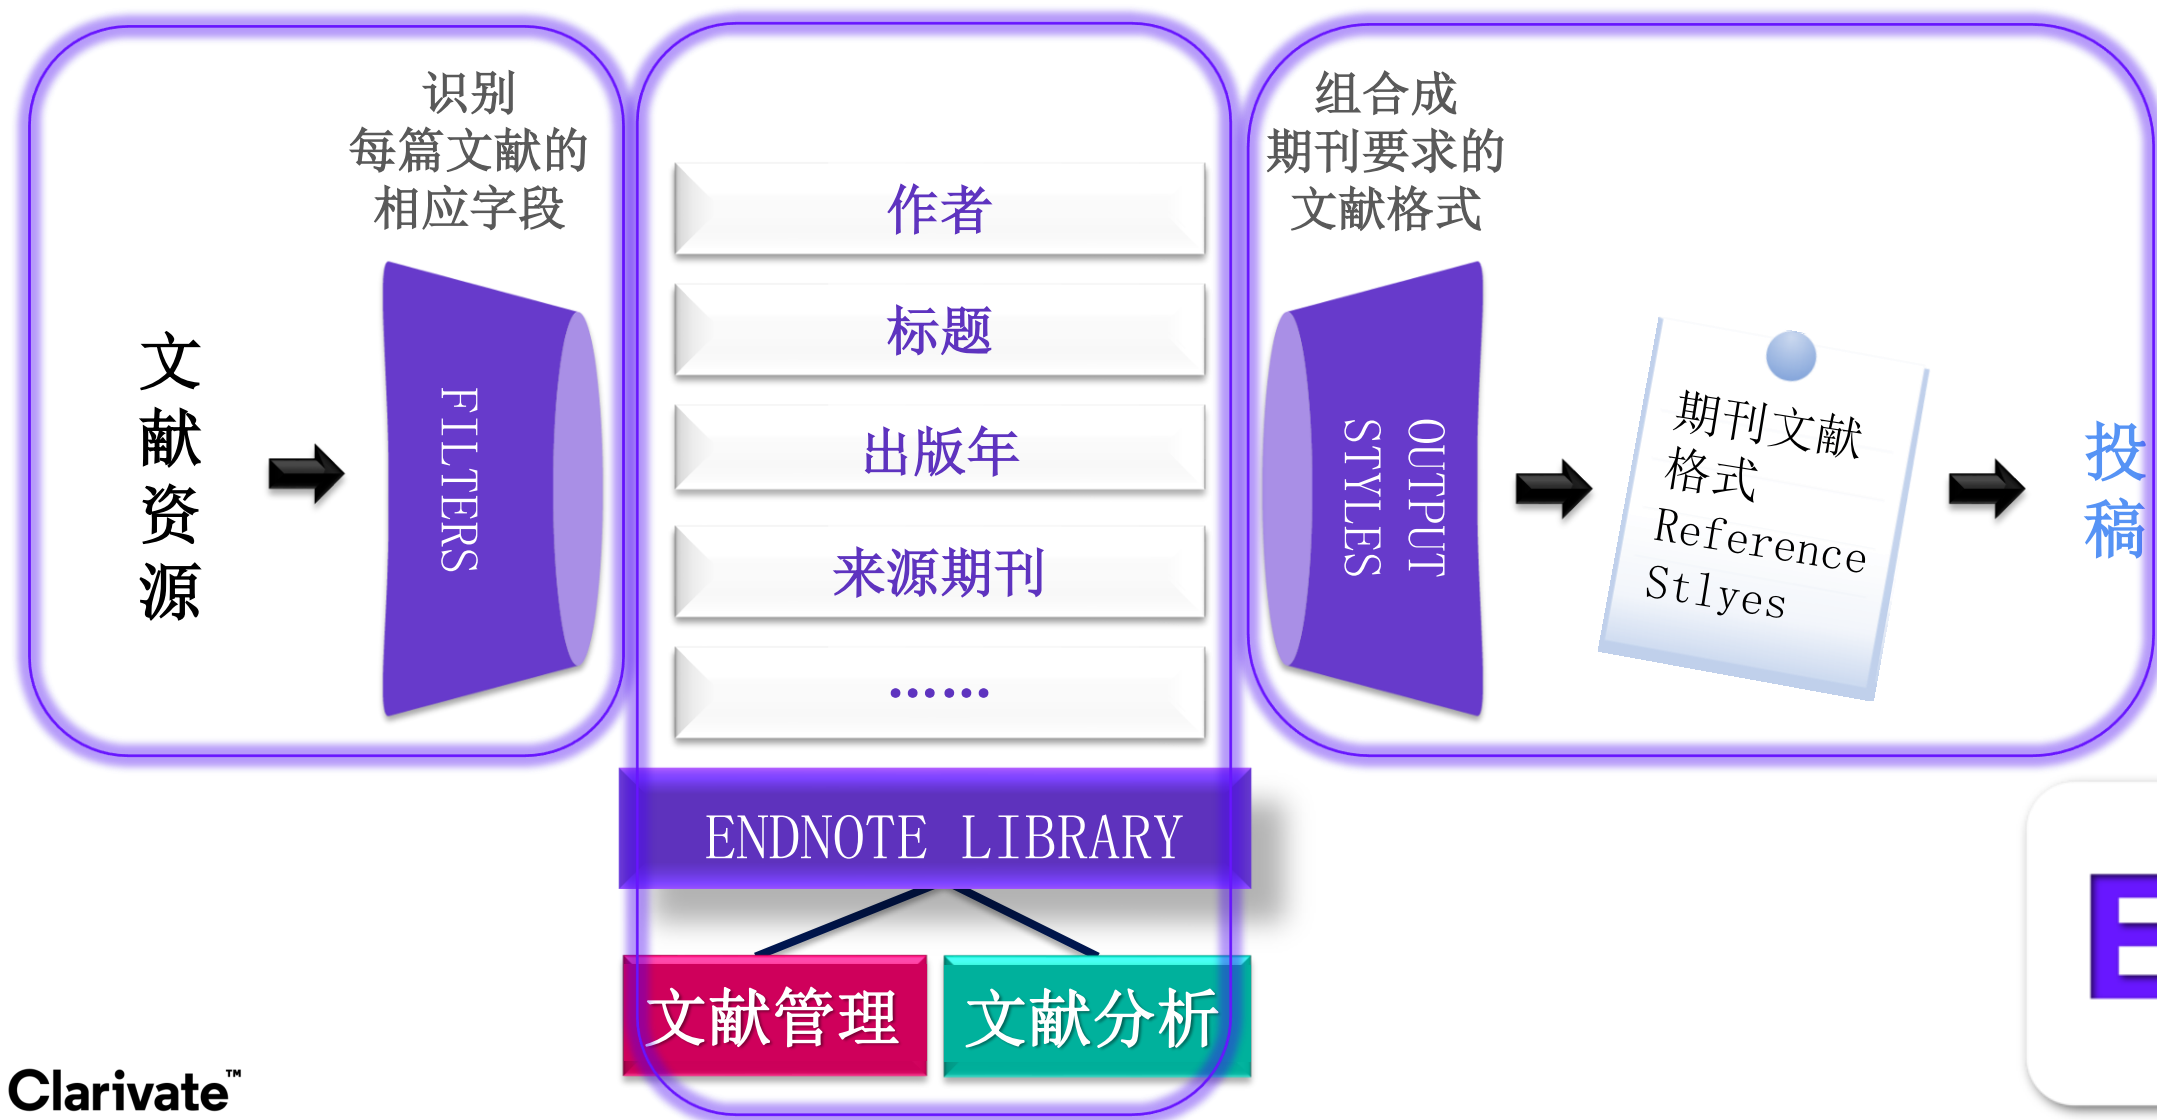 文献资源
识别
每篇文献的
相应字段
FILTERS
作者
标题
出版年
来源期刊
......
ENDNOTE LIBRARY
文献管理
文献分析
组合成
期刊要求的
文献格式
OUTPUT
STYLES
期刊文献
格式
Reference
Stlyes
投稿
E
Clarivate™